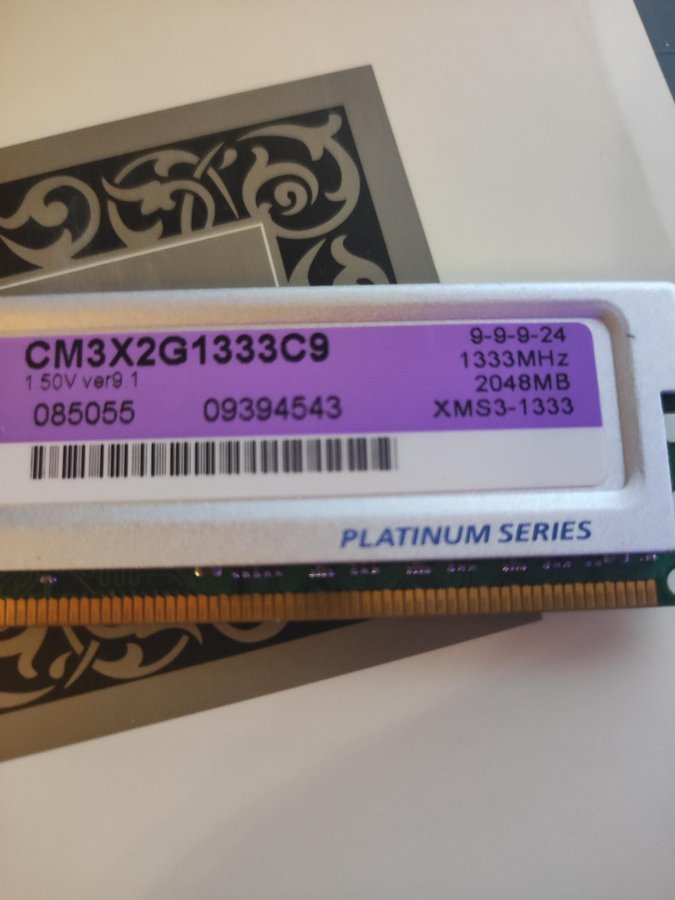 CM3X2G1333C9
1.50V ver9.1
085055 09394543
9-9-9-24
1333MHz
2048MB
XMS3-1333
PLATINUM SERIES